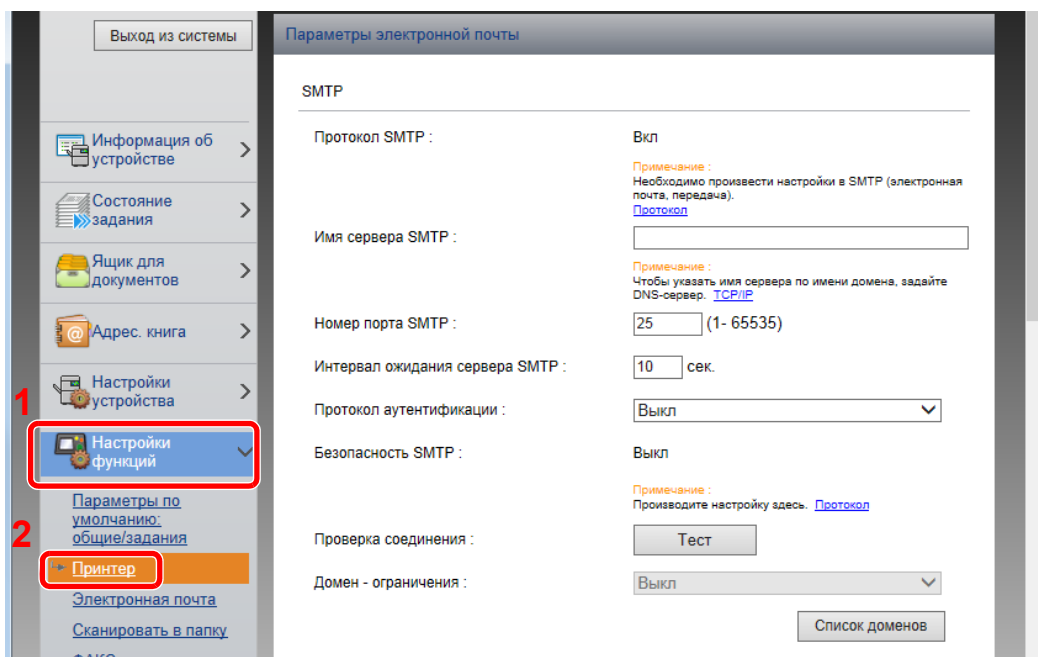 Выход из системы
Информация об
устройстве
Состояние
задания
Ящик для
документов
Адрес. книга
Настройки
устройства
1
Настройки
функций
Параметры по
умолчанию:
общие/задания
2
Принтер
Электронная почта
Сканировать в папку
Параметры электронной почты
SMTP
Протокол SMTP :
Вкл
Примечание :
Необходимо произвести настройки в SMTP (электронная
почта, передача).
Протокол
Имя сервера SMTP :
Примечание :
Чтобы указать имя сервера по имени домена, задайте
DNS-сервер. TCP/IP
Номер порта SMTP :
25 (1- 65535)
Интервал ожидания сервера SMTP :
10 сек.
Протокол аутентификации :
Выкл
Безопасность SMTP :
Выкл
Примечание :
Производите настройку здесь. Протокол
Проверка соединения :
Тест
Домен - ограничения :
Выкл
Список доменов